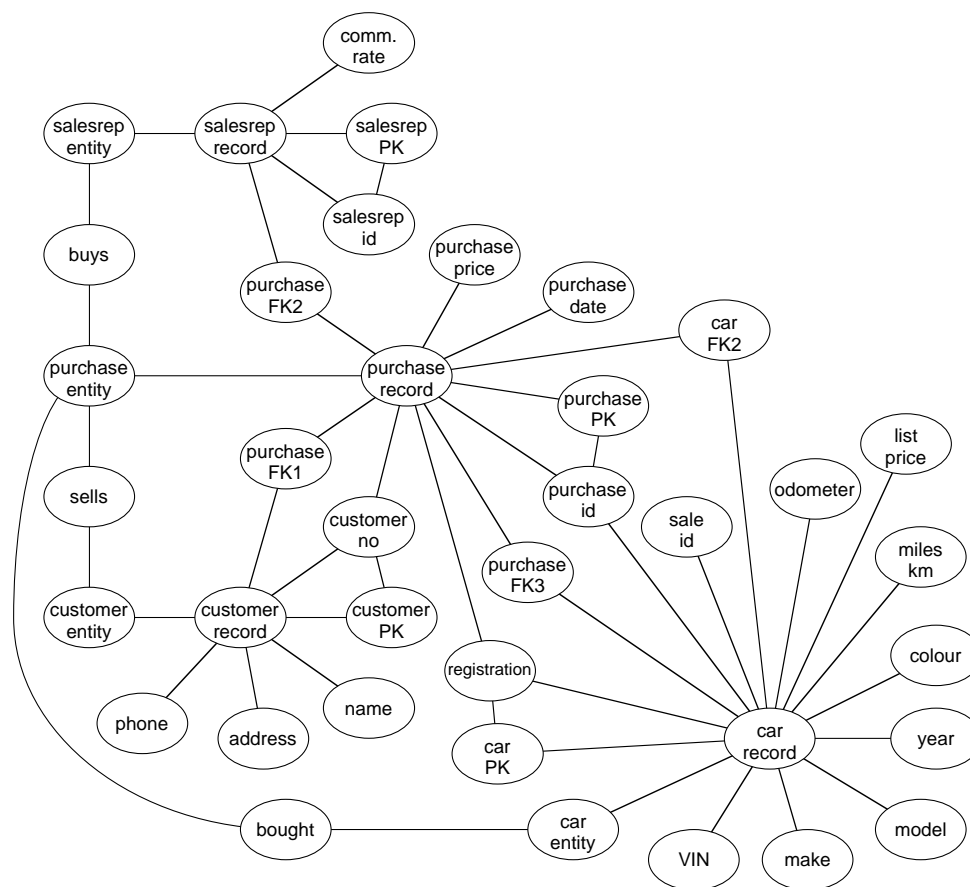 comm.
rate
salesrep
entity
salesrep
record
salesrep
PK
salesrep
id
buys
purchase
price
purchase
FK2
purchase
date
car
FK2
purchase
entity
purchase
record
purchase
PK
list
price
purchase
FK1
sells
purchase
id
odometer
customer
no
sale
id
miles
km
purchase
FK3
customer
entity
customer
record
customer
PK
colour
registration
name
phone
address
car
PK
car
record
year
bought
car
entity
model
VIN
make